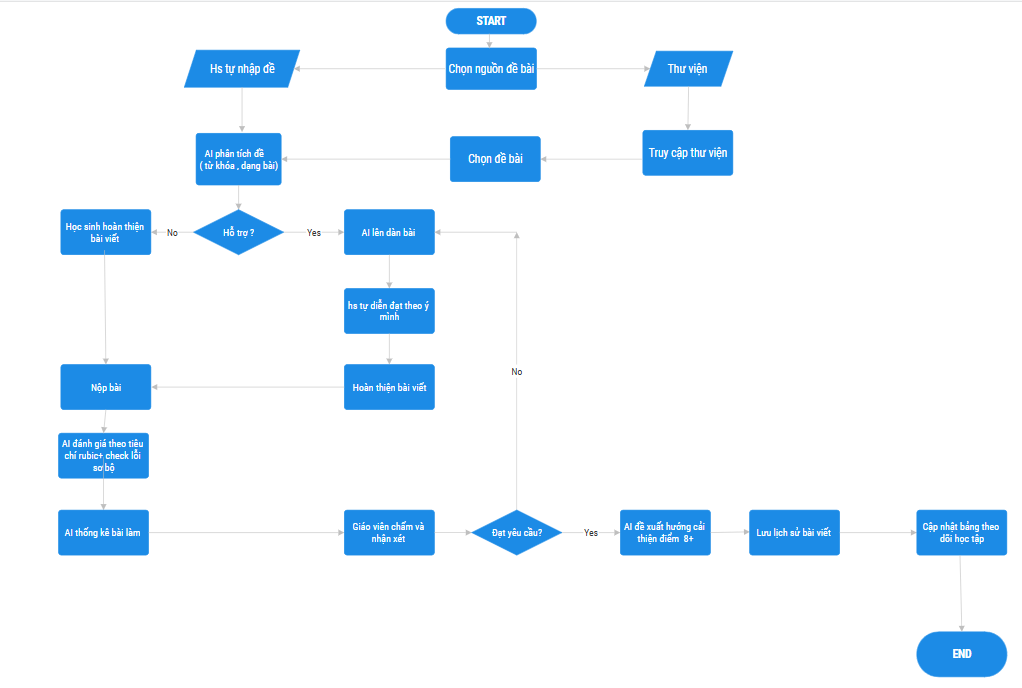 START
Hs tự nhập đề
Chọn nguồn đề bài
Thư viện
AI phân tích đề
( từ khóa , dạng bài)
Chọn đề bài
Truy cập thư viện
Học sinh hoàn thiện
bài viết
No
Hỗ trợ ?
Yes
AI lên dàn bài
hs tự diễn đạt theo ý
mình
No
Nộp bài
Hoàn thiện bài viết
AI đánh giá theo tiêu
chí rubic+ check lỗi
sơ bộ
AI thống kê bài làm
Giáo viên chấm và
nhận xét
Đạt yêu cầu?
Yes
AI đề xuất hướng cải
thiện điểm 8+
Lưu lịch sử bài viết
Cập nhật bảng theo
dõi học tập
END